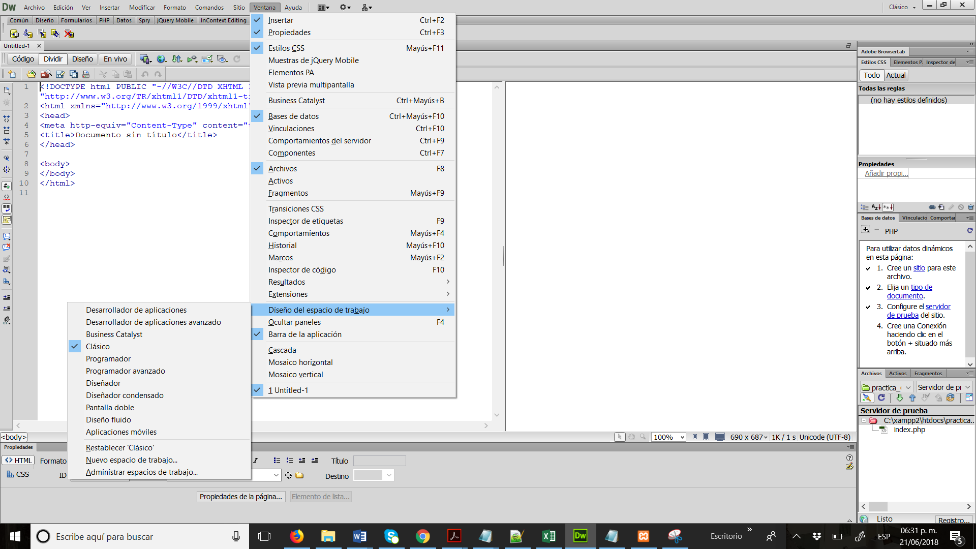 Dw Archivo Edición Ver Insertar Modificar Formato Comandos Sitio Ventana Ayuda Clásico
Común Diseño Formularios PHP Datos Spry jQuery Mobile InContext Editing
Untitled-1
Código Dividir Diseño En vivo
1 <!DOCTYPE html PUBLIC "-//W3C//DTD XHTML
"http://www.w3.org/TR/xhtml1/DTD/xhtml1-t
2 <html xmlns="http://www.w3.org/1999/xhtml
3 <head>
4 <meta http-equiv="Content-Type" content="
5 <title>Documento sin título</title>
6 </head>
7
8 <body>
9 </body>
10 </html>
11
Insertar Ctrl+F2
Propiedades Ctrl+F3
Estilos CSS Mayús+F11
Muestras de jQuery Mobile
Elementos PA
Vista previa multipantalla
Business Catalyst Ctrl+Mayús+B
Bases de datos Ctrl+Mayús+F10
Vinculaciones Ctrl+F10
Comportamientos del servidor Ctrl+F9
Componentes Ctrl+F7
Archivos F8
Activos
Fragmentos Mayús+F9
Transiciones CSS
Inspector de etiquetas F9
Comportamientos Mayús+F4
Historial Mayús+F10
Marcos Mayús+F2
Inspector de código F10
Resultados
Extensiones
Diseño del espacio de trabajo
Ocultar paneles F4
Barra de la aplicación
Cascada
Mosaico horizontal
Mosaico vertical
1 Untitled-1
Desarrollador de aplicaciones
Desarrollador de aplicaciones avanzado
Business Catalyst
Clásico
Programador
Programador avanzado
Diseñador
Diseñador condensado
Pantalla doble
Diseño fluido
Aplicaciones móviles
Restablecer 'Clásico'
Nuevo espacio de trabajo...
Administrar espacios de trabajo...
Adobe BrowserLab
Estilos CSS Elementos P Inspector de
Todo Actual
Todas las reglas
(no hay estilos definidos)
Propiedades
Añadir propi...
Bases de datos Vinculacio Comportar
PHP
Para utilizar datos dinámicos
en esta página:
1. Cree un sitio para este
archivo.
2. Elija un tipo de
documento.
3. Configure el servidor
de prueba del sitio.
4. Cree una Conexión
haciendo clic en el
botón + situado más
arriba.
Archivos Activos Fragmentos
practica Servidor de pr
Servidor de prueba
C:\xampp2\htdocs\practica...
index.php
Listo Registro...
<body> 100% 690 x 687 1K / 1 s Unicode (UTF-8)
Propiedades
<> HTML Formato I Título
CSS ID Destino
Propiedades de la página... Elemento de lista...
Escribe aquí para buscar Escritorio ESP 06:31 p. m.
21/06/2018 5